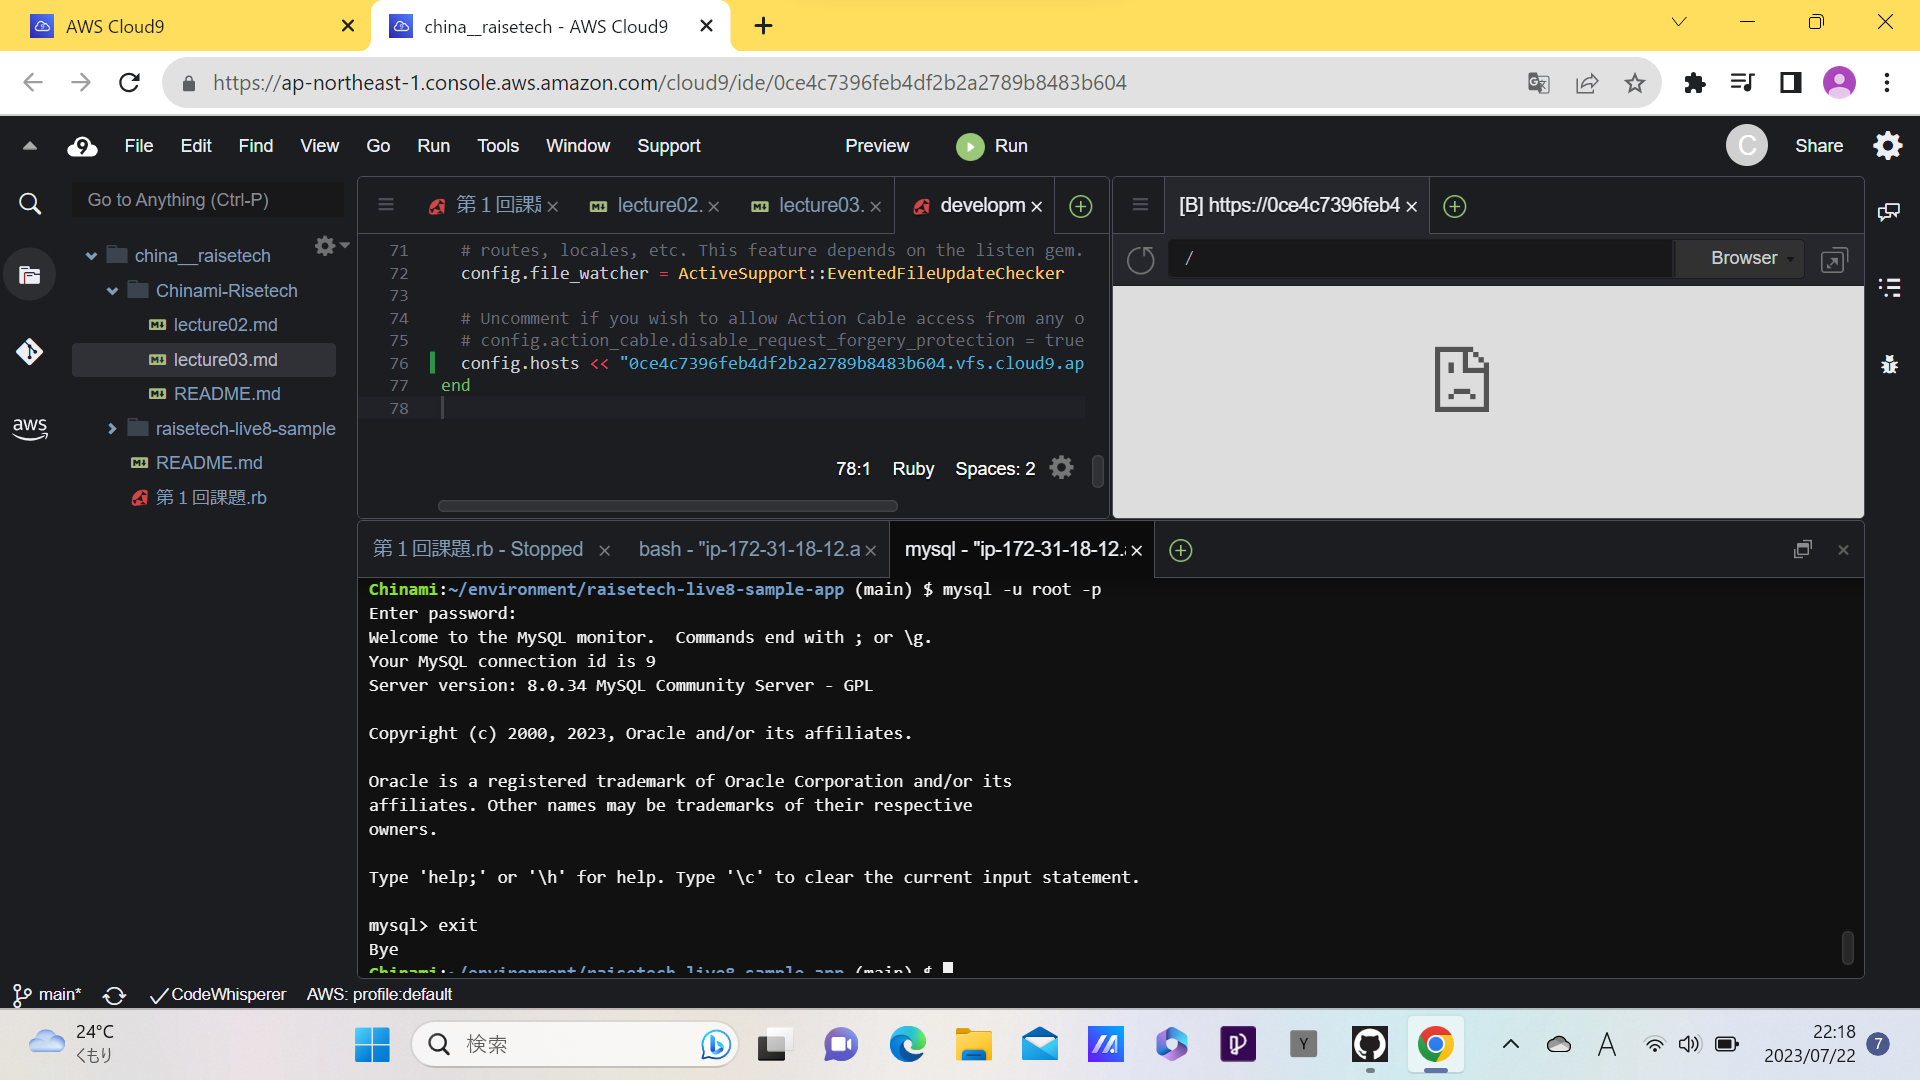 AWS Cloud9
china__raisetech - AWS Cloud9
https://ap-northeast-1.console.aws.amazon.com/cloud9/ide/0ce4c7396feb4df2b2a2789b8483b604
9 File Edit Find View Go Run Tools Window Support Preview Run C Share
Go to Anything (Ctrl-P)
china__raisetech
Chinami-Risetech
lecture02.md
lecture03.md
README.md
raisetech-live8-sample
README.md
第1回課題.rb
aws
第1回課題 lecture02. lecture03. developm
71 # routes, locales, etc. This feature depends on the listen gem.
72 config.file_watcher = ActiveSupport::EventedFileUpdateChecker
73
74 # Uncomment if you wish to allow Action Cable access from any o
75 # config.action_cable.disable_request_forgery_protection = true
76 config.hosts << "0ce4c7396feb4df2b2a2789b8483b604.vfs.cloud9.ap
77 end
78
78:1 Ruby Spaces: 2
[B] https://0ce4c7396feb4
/ Browser
第1回課題.rb - Stopped bash - "ip-172-31-18-12.a mysql - "ip-172-31-18-12.a
Chinami:~/environment/raisetech-live8-sample-app (main) $ mysql -u root -p
Enter password:
Welcome to the MySQL monitor.  Commands end with ; or \g.
Your MySQL connection id is 9
Server version: 8.0.34 MySQL Community Server - GPL
Copyright (c) 2000, 2023, Oracle and/or its affiliates.
Oracle is a registered trademark of Oracle Corporation and/or its
affiliates. Other names may be trademarks of their respective
owners.
Type 'help;' or '\h' for help. Type '\c' to clear the current input statement.
mysql> exit
Bye
Chinami:~/environment/raisetech-live8-sample-app (main) $
main* CodeWhisperer AWS: profile:default
24°C
くもり
検索
Y
A
22:18
2023/07/22
7